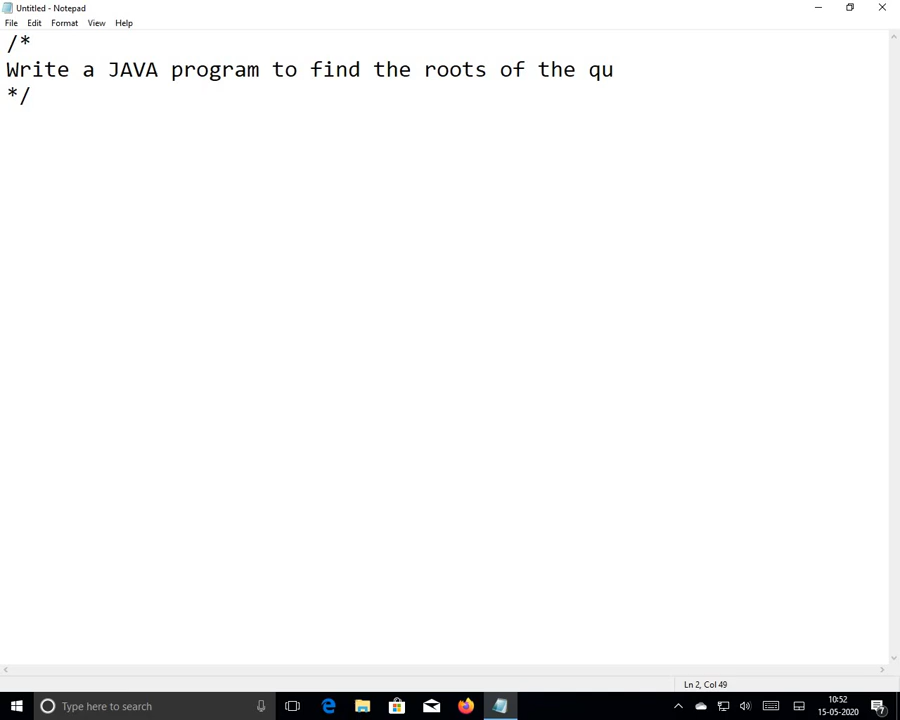 Untitled - Notepad
File Edit Format View Help
/*
Write a JAVA program to find the roots of the qu
*/
Ln 2, Col 49
Type here to search
10:52
15-05-2020
7